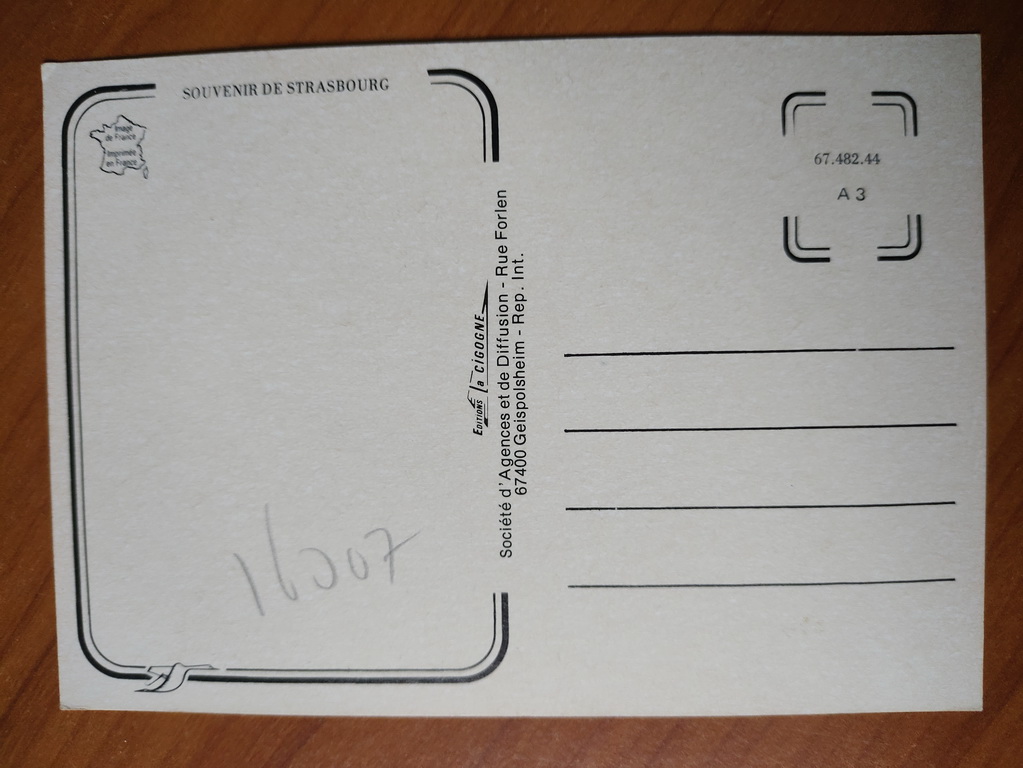 SOUVENIR DE STRASBOURG
Image
de France
Imprimée
en France
16007
EDITIONS la CIGOGNE
Société d'Agences et de Diffusion - Rue Forlen
67400 Geispolsheim - Rep. Int.
67.482.44
A 3